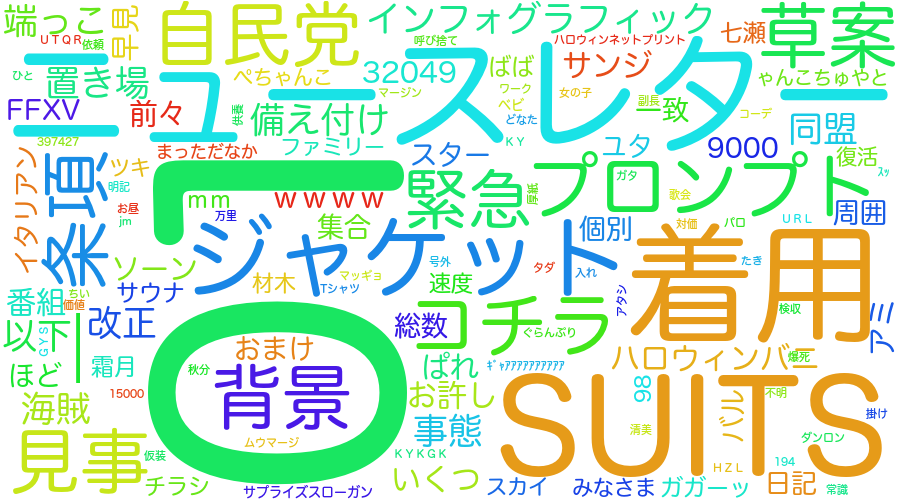 端っこ
ＵＴＱＲ
依頼
早見
自民党
インフォグラフィック
七瀬
草案
呼び捨て
ハロウィンネットプリント
ひと
置き場
ぺちゃんこ
32049
ばば
サンジ
ゃんこちゅやと
ユースレタ
マージン
ワーク
ベビ
女の子
副長
一致
コーデ
FFXV
前々
供養
備え付け
どなた
397427
ＫＹ
9000
同盟
まっただなか
ファミリー
スター
ユタ
復活
イタリアン
条項
ツキ
明記
ｍｍ
ｗｗｗｗ
緊急
厚紙
プロンプト
ガタ
歌会
ｽｯ
お昼
jm
万里
集合
ジャケット
個別
対価
パロ
ＵＲＬ
周囲
着用
ソーン
材木
マッギョ
号外
タダ
入れ
たき
番組
ちい
価値
サウナ
Tシャツ
速度
アタシ
検収
アミ
以下
ＧＹＳ
改正
総数
コチラ
ぐらんぶり
おまけ
ほど
霜月
秋分
背景
ぱれ
ｷﾞｬｱｱｱｱｱｱｱｱｱｱ
ハロウィンバニ
爆死
15000
海賊
お許し
98
SUITS
不明
バル
掛け
見事
仮装
ムウマージ
事態
清美
ダンロン
ＫＹＫＧＫ
ＨＺＬ
194
チラシ
サプライズスローガン
いくつ
スカイ
みなさま
ガガーッ
日記
常識